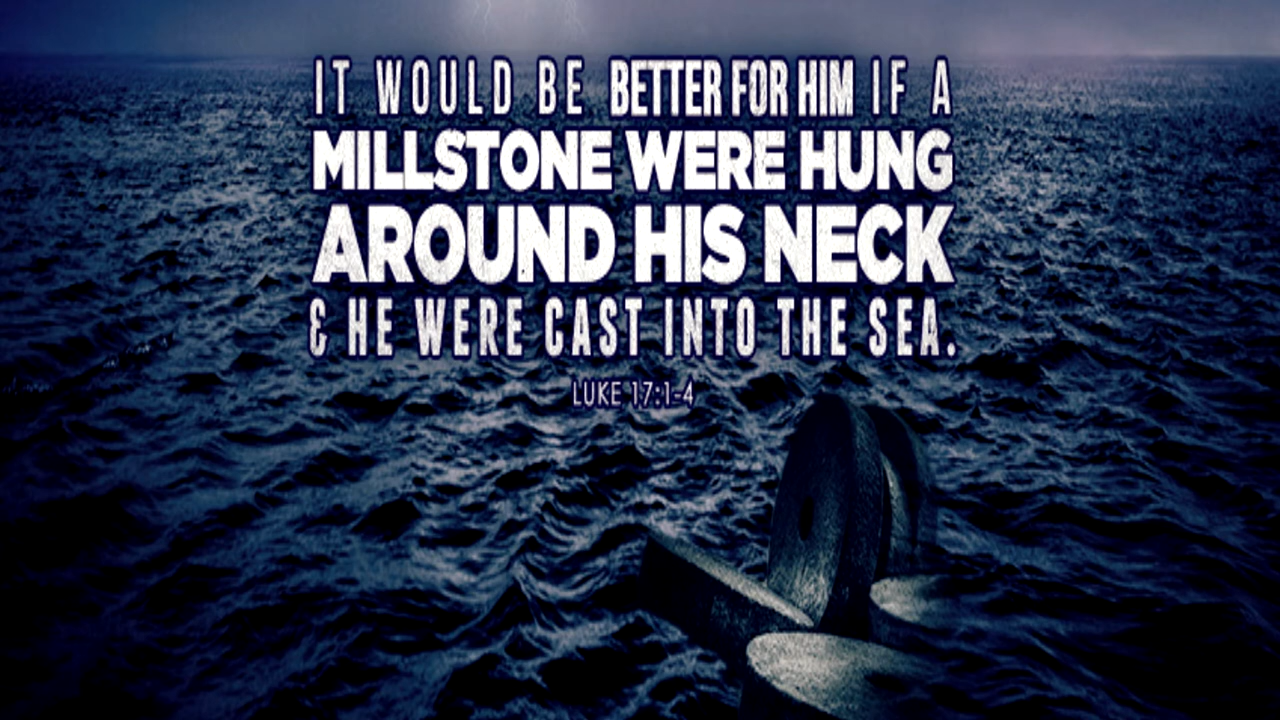 IT WOULD BE BETTER FOR HIM IF A
MILLSTONE WERE HUNG
AROUND HIS NECK
& HE WERE CAST INTO THE SEA.
LUKE 17:1-4